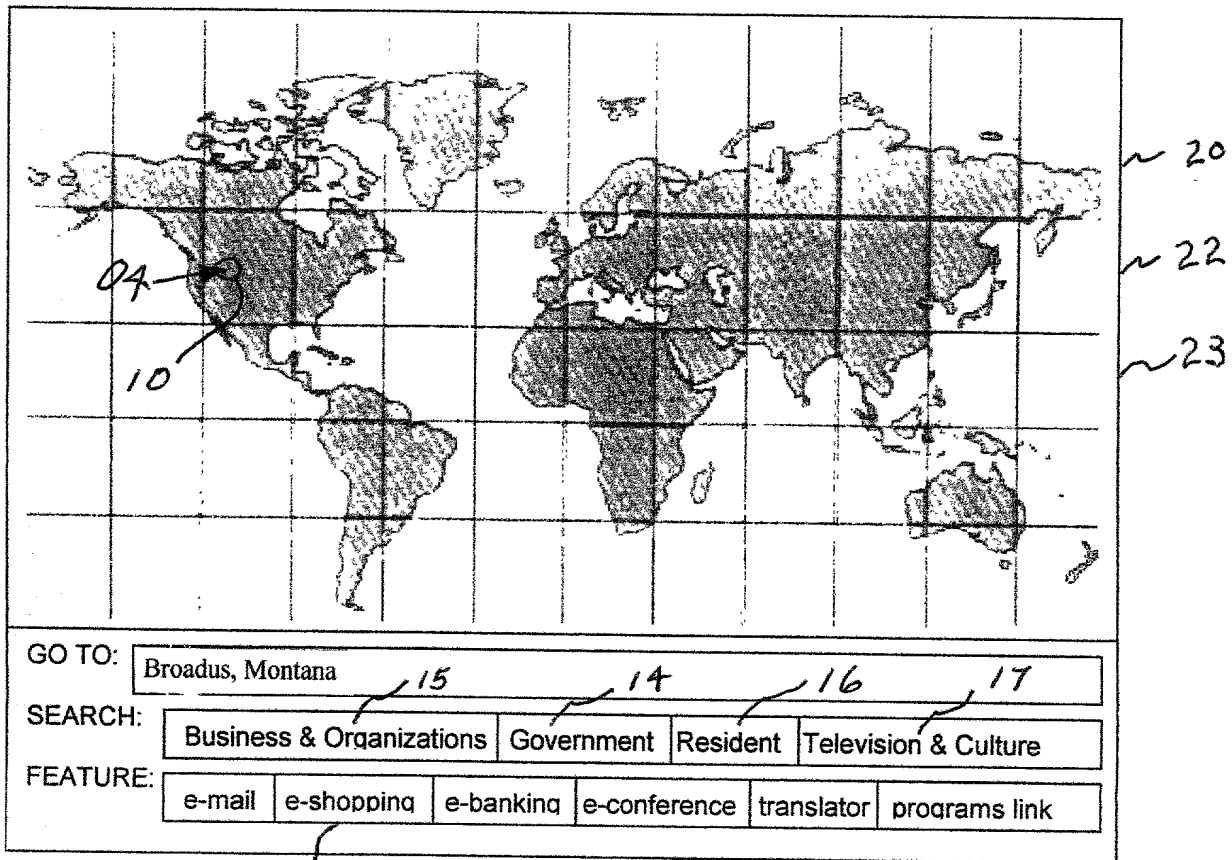 20
22
04
23
10
GO TO: Broadus, Montana
15 14 16 17
SEARCH: Business & Organizations Government Resident Television & Culture
FEATURE: e-mail e-shopping e-banking e-conference translator programs link